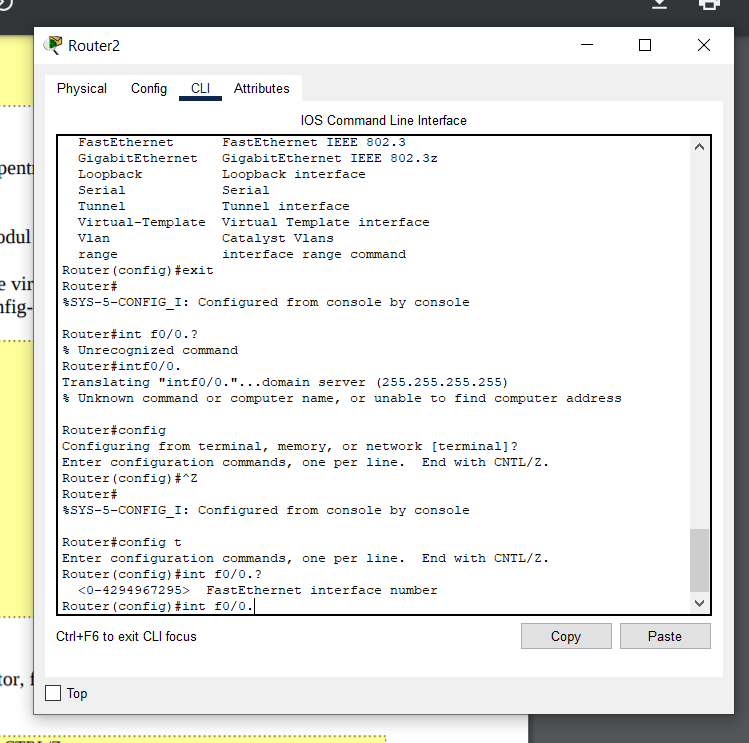 Router2
Physical Config CLI Attributes
IOS Command Line Interface
FastEthernet FastEthernet IEEE 802.3
GigabitEthernet GigabitEthernet IEEE 802.3z
Loopback Loopback interface
Serial Serial
Tunnel Tunnel interface
Virtual-Template Virtual Template interface
Vlan Catalyst Vlans
range interface range command
Router(config)#exit
Router#
%SYS-5-CONFIG_I: Configured from console by console
Router#int f0/0.?
% Unrecognized command
Router#intf0/0.
Translating "intf0/0."...domain server (255.255.255.255)
% Unknown command or computer name, or unable to find computer address
Router#config
Configuring from terminal, memory, or network [terminal]?
Enter configuration commands, one per line. End with CNTL/Z.
Router(config)#^Z
Router#
%SYS-5-CONFIG_I: Configured from console by console
Router#config t
Enter configuration commands, one per line. End with CNTL/Z.
Router(config)#int f0/0.?
<0-4294967295> FastEthernet interface number
Router(config)#int f0/0.
Ctrl+F6 to exit CLI focus
Copy Paste
Top